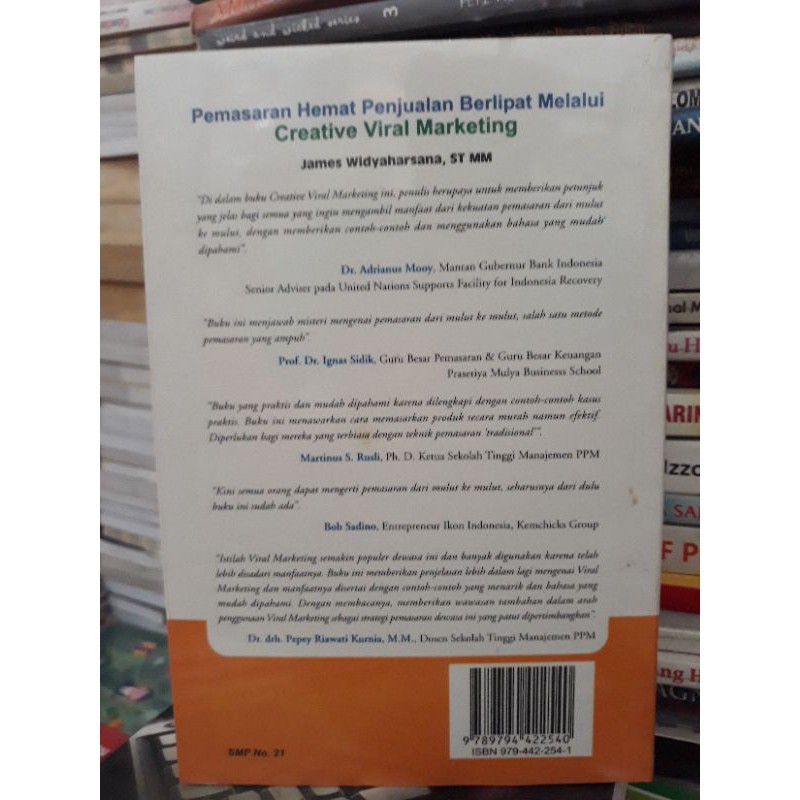 weird and wicked series 3
Pemasaran Hemat Penjualan Berlipat Melalui
Creative Viral Marketing
James Widyaharsana, ST MM
"Di dalam buku Creative Viral Marketing ini, penulis berupaya untuk memberikan petunjuk
yang jelas bagi semua yang ingin mengambil manfaat dari kekuatan pemasaran dari mulut
ke mulut, dengan memberikan contoh-contoh dan menggunakan bahasa yang mudah
dipahami".
Dr. Adrianus Mooy, Mantan Gubernur Bank Indonesia
Senior Adviser pada United Nations Supports Facility for Indonesia Recovery
"Buku ini menjawab misteri mengenai pemasaran dari mulut ke mulut, salah satu metode
pemasaran yang ampuh".
Prof. Dr. Ignas Sidik, Guru Besar Pemasaran & Guru Besar Keuangan
Prasetiya Mulya Businesss School
"Buku yang praktis dan mudah dipahami karena dilengkapi dengan contoh-contoh kasus
praktis. Buku ini menawarkan cara memasarkan produk secara murah namun efektif.
Diperlukan bagi mereka yang terbiasa dengan teknik pemasaran 'tradisional'".
Martinus S. Rusli, Ph. D. Ketua Sekolah Tinggi Manajemen PPM
"Kini semua orang dapat mengerti pemasaran dari mulut ke mulut, seharusnya dari dulu
buku ini sudah ada".
Bob Sadino, Entrepreneur Ikon Indonesia, Kemchicks Group
"Istilah Viral Marketing semakin populer dewasa ini dan banyak digunakan karena telah
lebih disadari manfaatnya. Buku ini memberikan penjelasan lebih dalam lagi mengenai Viral
Marketing dan manfaatnya disertai dengan contoh-contoh yang menarik dan bahasa yang
mudah dipahami. Dengan membacanya, memberikan wawasan tambahan dalam arah
penggunaan Viral Marketing sebagai strategi pemasaran dewasa ini yang patut dipertimbangkan"
Dr. drh. Pepey Riawati Kurnia, M.M., Dosen Sekolah Tinggi Manajemen PPM
9 789794 422540
ISBN 979-442-254-1
SMP No. 21